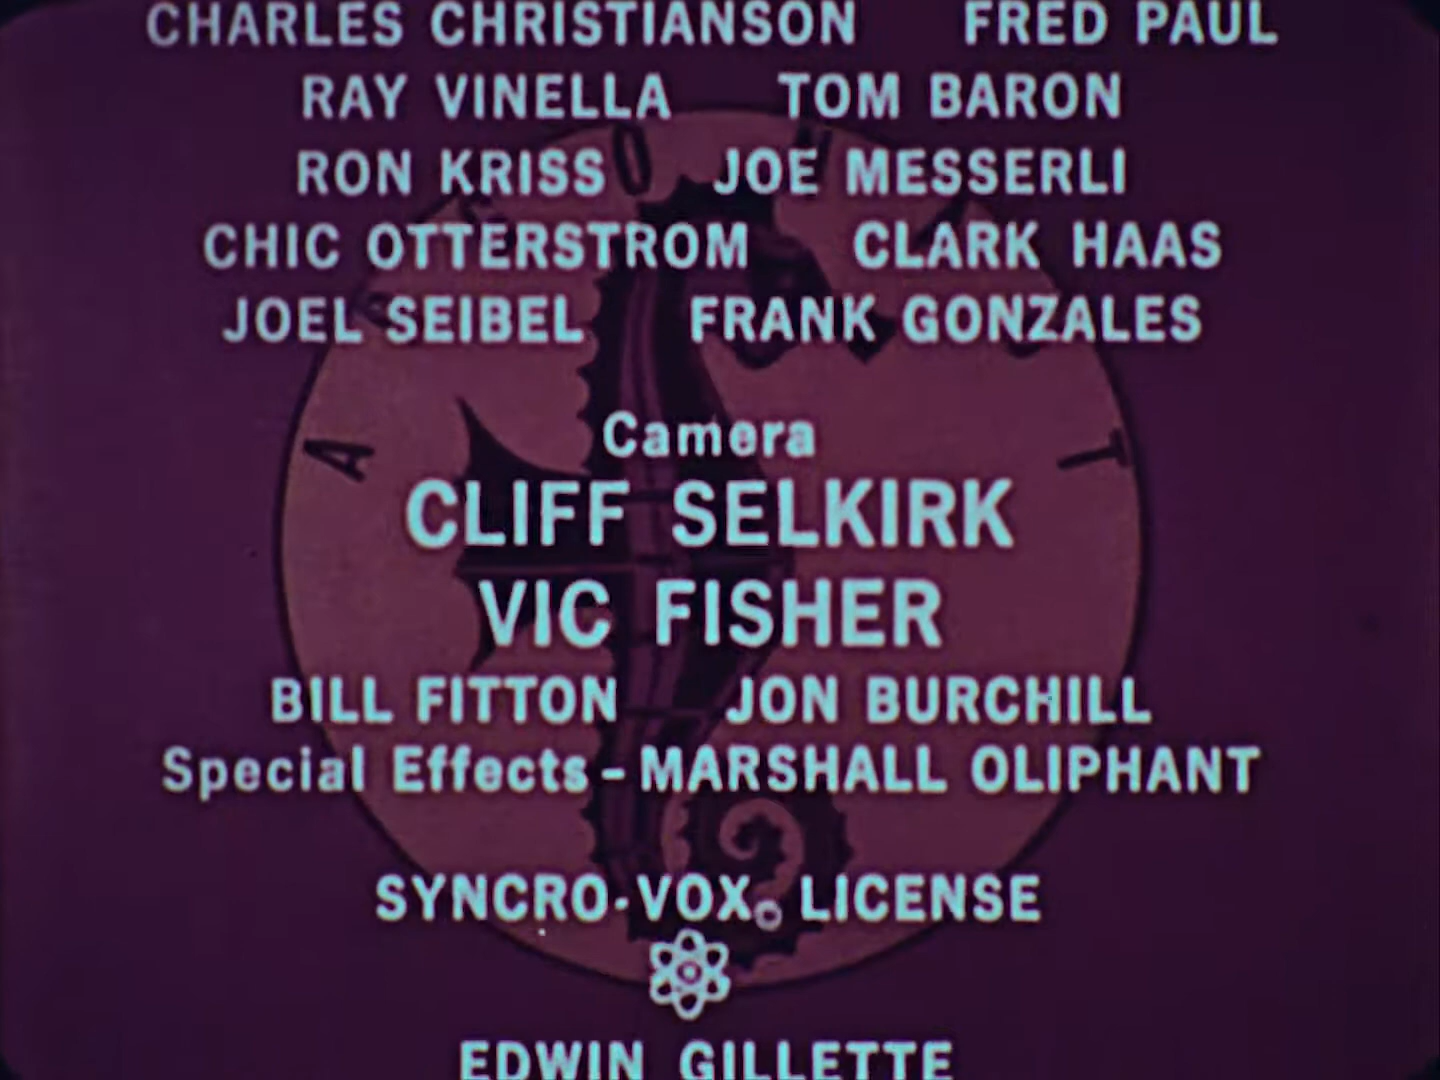 CHARLES CHRISTIANSON FRED PAUL
RAY VINELLA TOM BARON
RON KRISS JOE MESSERLI
CHIC OTTERSTROM CLARK HAAS
JOEL SEIBEL FRANK GONZALES
Camera
CLIFF SELKIRK
VIC FISHER
BILL FITTON JON BURCHILL
Special Effects - MARSHALL OLIPHANT
SYNCRO-VOX© LICENSE
EDWIN GILLETTE